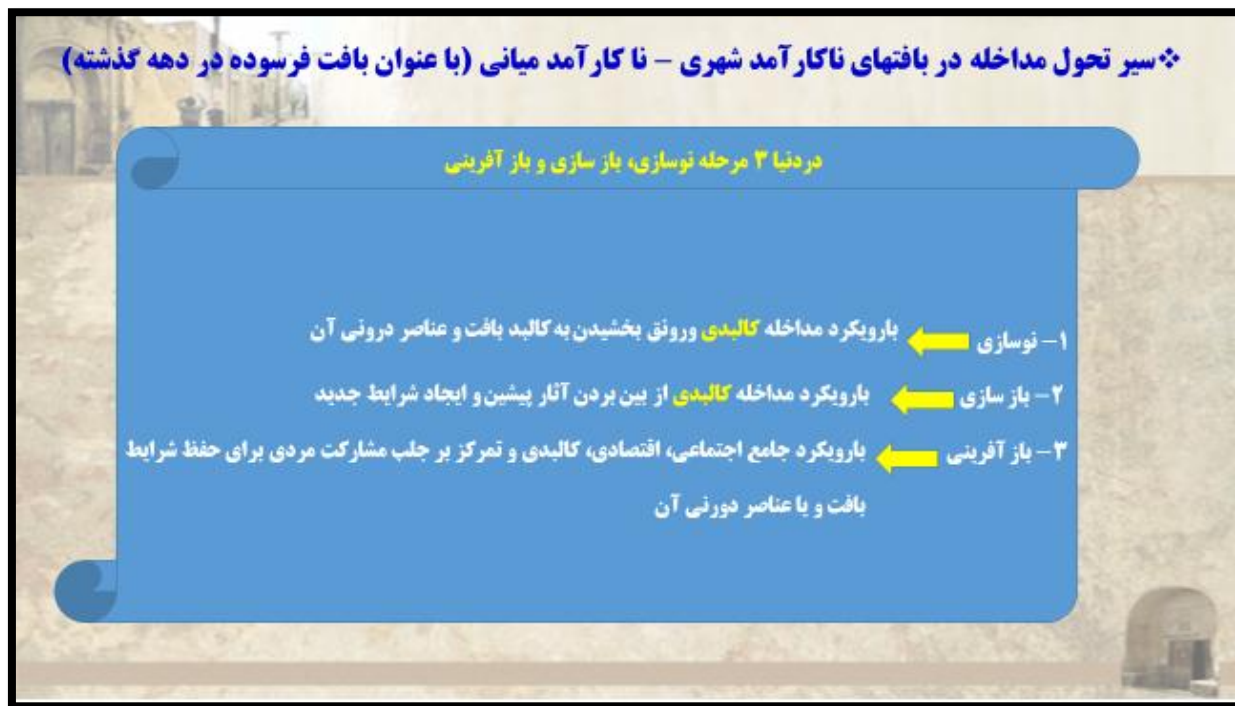 ❖سیر تحول مداخله در بافتهای ناکارآمد شهری – نا کارآمد میانی (با عنوان بافت فرسوده در دهه گذشته)
دردنیا ۳ مرحله نوسازی، باز سازی و باز آفرینی
۱– نوسازی بارویکرد مداخله کالبدی ورونق بخشیدن به کالبد بافت و عناصر درونی آن
۲– باز سازی بارویکرد مداخله کالبدی از بین بردن آثار پیشین و ایجاد شرایط جدید
۳– باز آفرینی بارویکرد جامع اجتماعی، اقتصادی، کالبدی و تمرکز بر جلب مشارکت مردی برای حفظ شرایط
بافت و یا عناصر دورنی آن